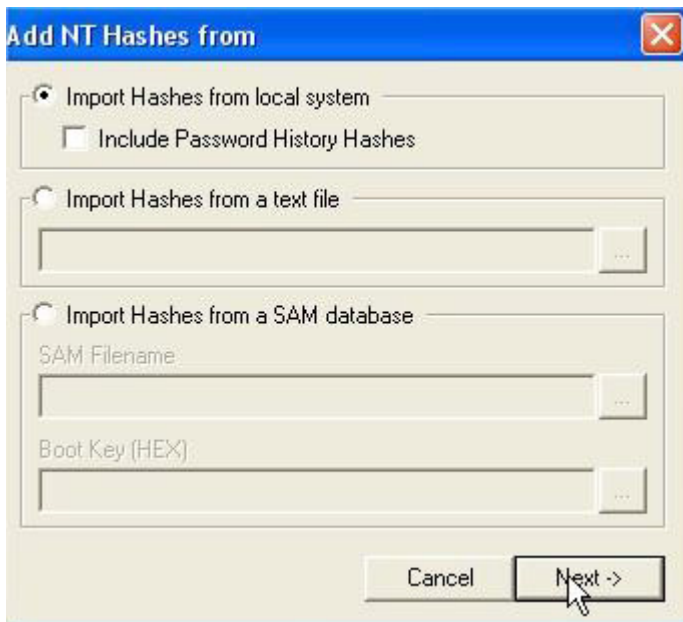 Add NT Hashes from
Import Hashes from local system
Include Password History Hashes
Import Hashes from a text file
...
Import Hashes from a SAM database
SAM Filename
...
Boot Key (HEX)
...
Cancel
Next ->